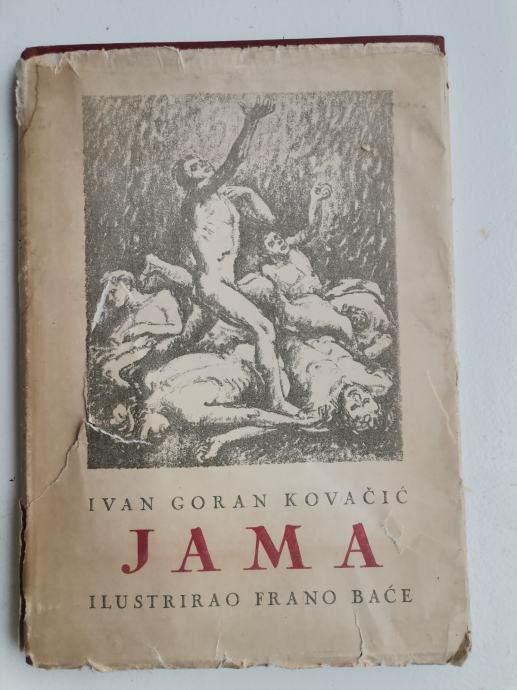 IVAN GORAN KOVAČIĆ
JAMA
ILUSTRIRAO FRANO BAĆE